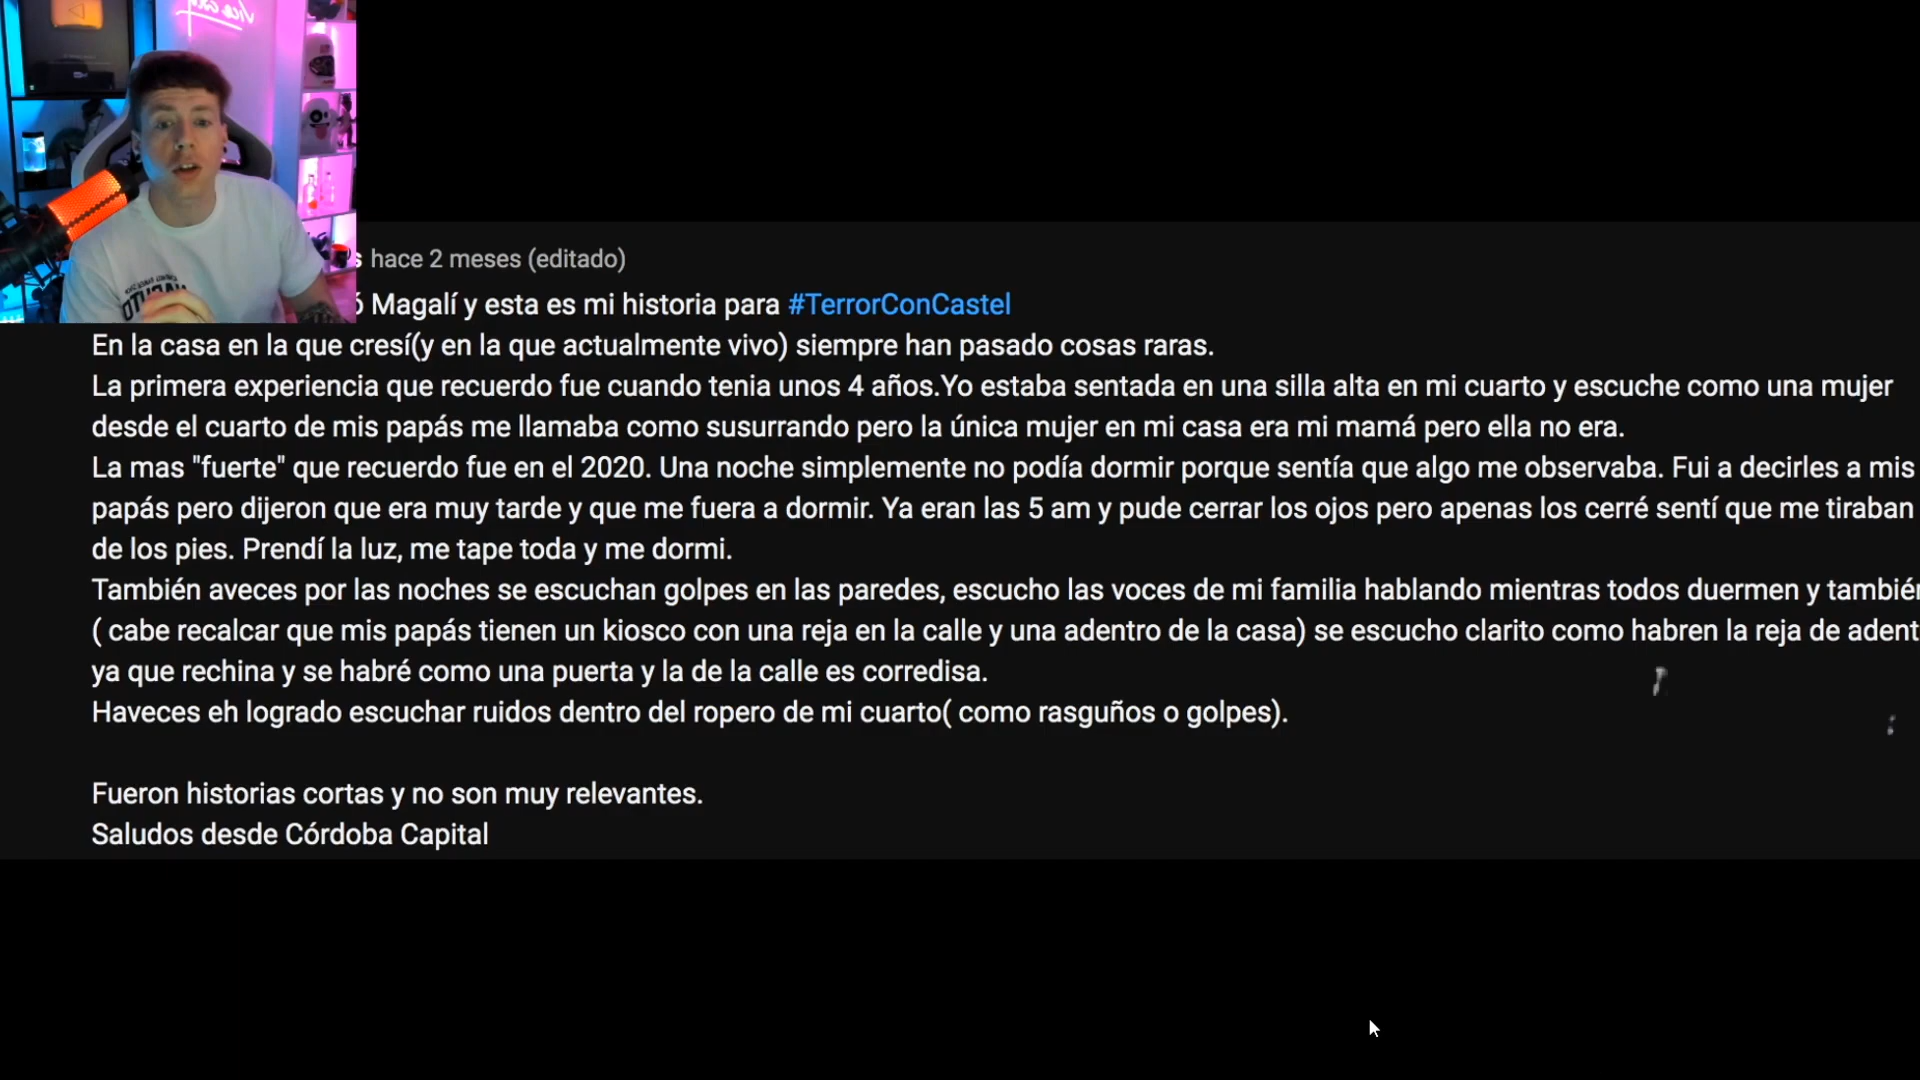 hace 2 meses (editado)
Magalí y esta es mi historia para #TerrorConCastel
En la casa en la que cresí(y en la que actualmente vivo) siempre han pasado cosas raras.
La primera experiencia que recuerdo fue cuando tenia unos 4 años.Yo estaba sentada en una silla alta en mi cuarto y escuche como una mujer
desde el cuarto de mis papás me llamaba como susurrando pero la única mujer en mi casa era mi mamá pero ella no era.
La mas "fuerte" que recuerdo fue en el 2020. Una noche simplemente no podía dormir porque sentía que algo me observaba. Fui a decirles a mis
papás pero dijeron que era muy tarde y que me fuera a dormir. Ya eran las 5 am y pude cerrar los ojos pero apenas los cerré sentí que me tiraban
de los pies. Prendí la luz, me tape toda y me dormi.
También aveces por las noches se escuchan golpes en las paredes, escucho las voces de mi familia hablando mientras todos duermen y
( cabe recalcar que mis papás tienen un kiosco con una reja en la calle y una adentro de la casa) se escucho clarito como habren la reja de
ya que rechina y se habré como una puerta y la de la calle es corredisa.
Haveces eh logrado escuchar ruidos dentro del ropero de mi cuarto( como rasguños o golpes).
Fueron historias cortas y no son muy relevantes.
Saludos desde Córdoba Capital